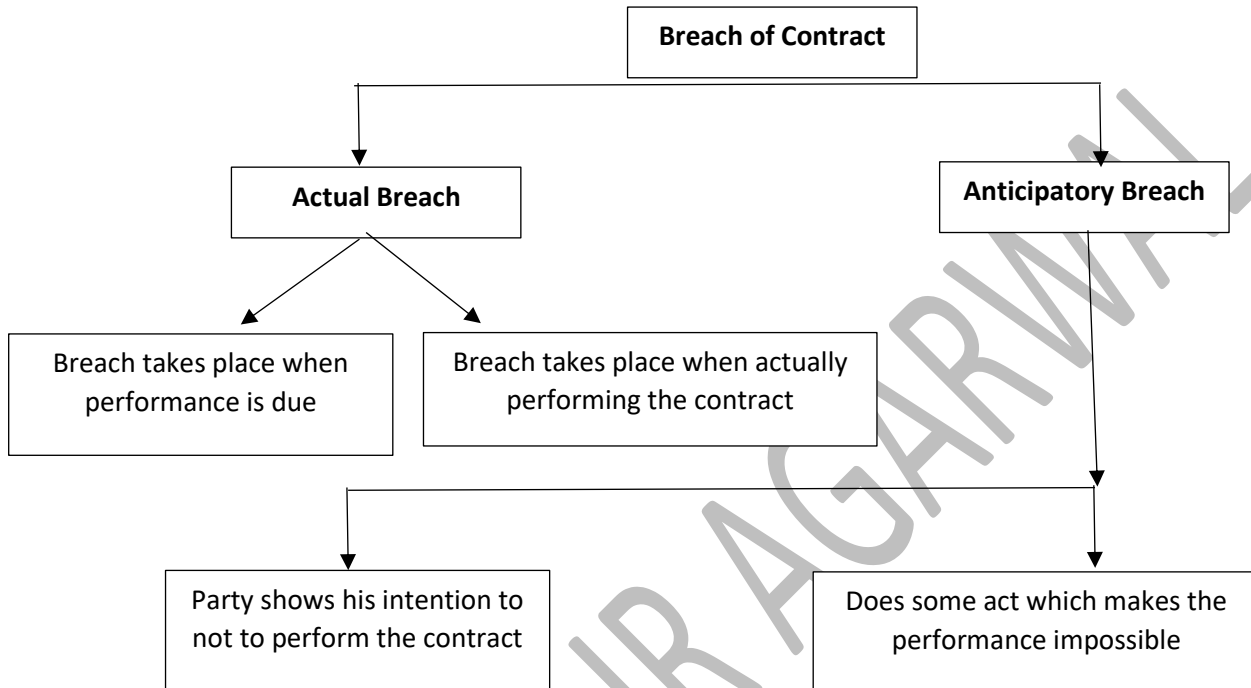 Breach of Contract
Actual Breach
Anticipatory Breach
Breach takes place when
performance is due
Breach takes place when actually
performing the contract
Party shows his intention to
not to perform the contract
Does some act which makes the
performance impossible
AGARWAL